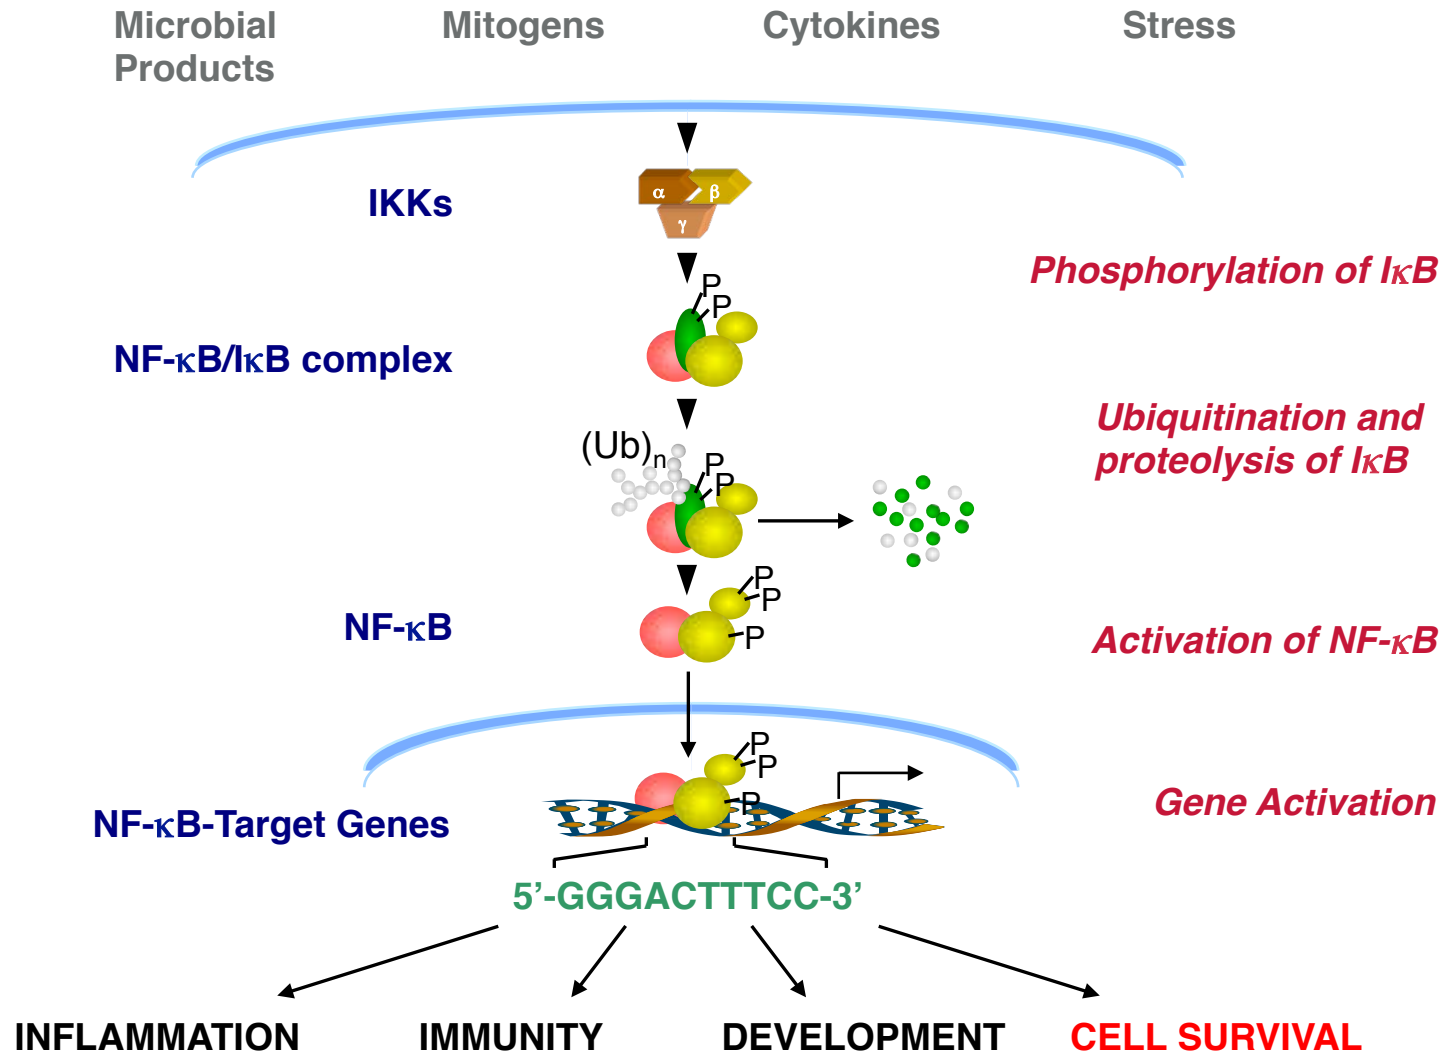 Microbial
Products
Mitogens
Cytokines
Stress
IKKs
α
β
γ
Phosphorylation of IκB
P
P
NF-κB/IκB complex
Ubiquitination and
proteolysis of IκB
(Ub)n
P
P
P
P
NF-κB
P
Activation of NF-κB
P
P
P
NF-κB-Target Genes
Gene Activation
5’-GGGACTTTCC-3’
INFLAMMATION
IMMUNITY
DEVELOPMENT
CELL SURVIVAL